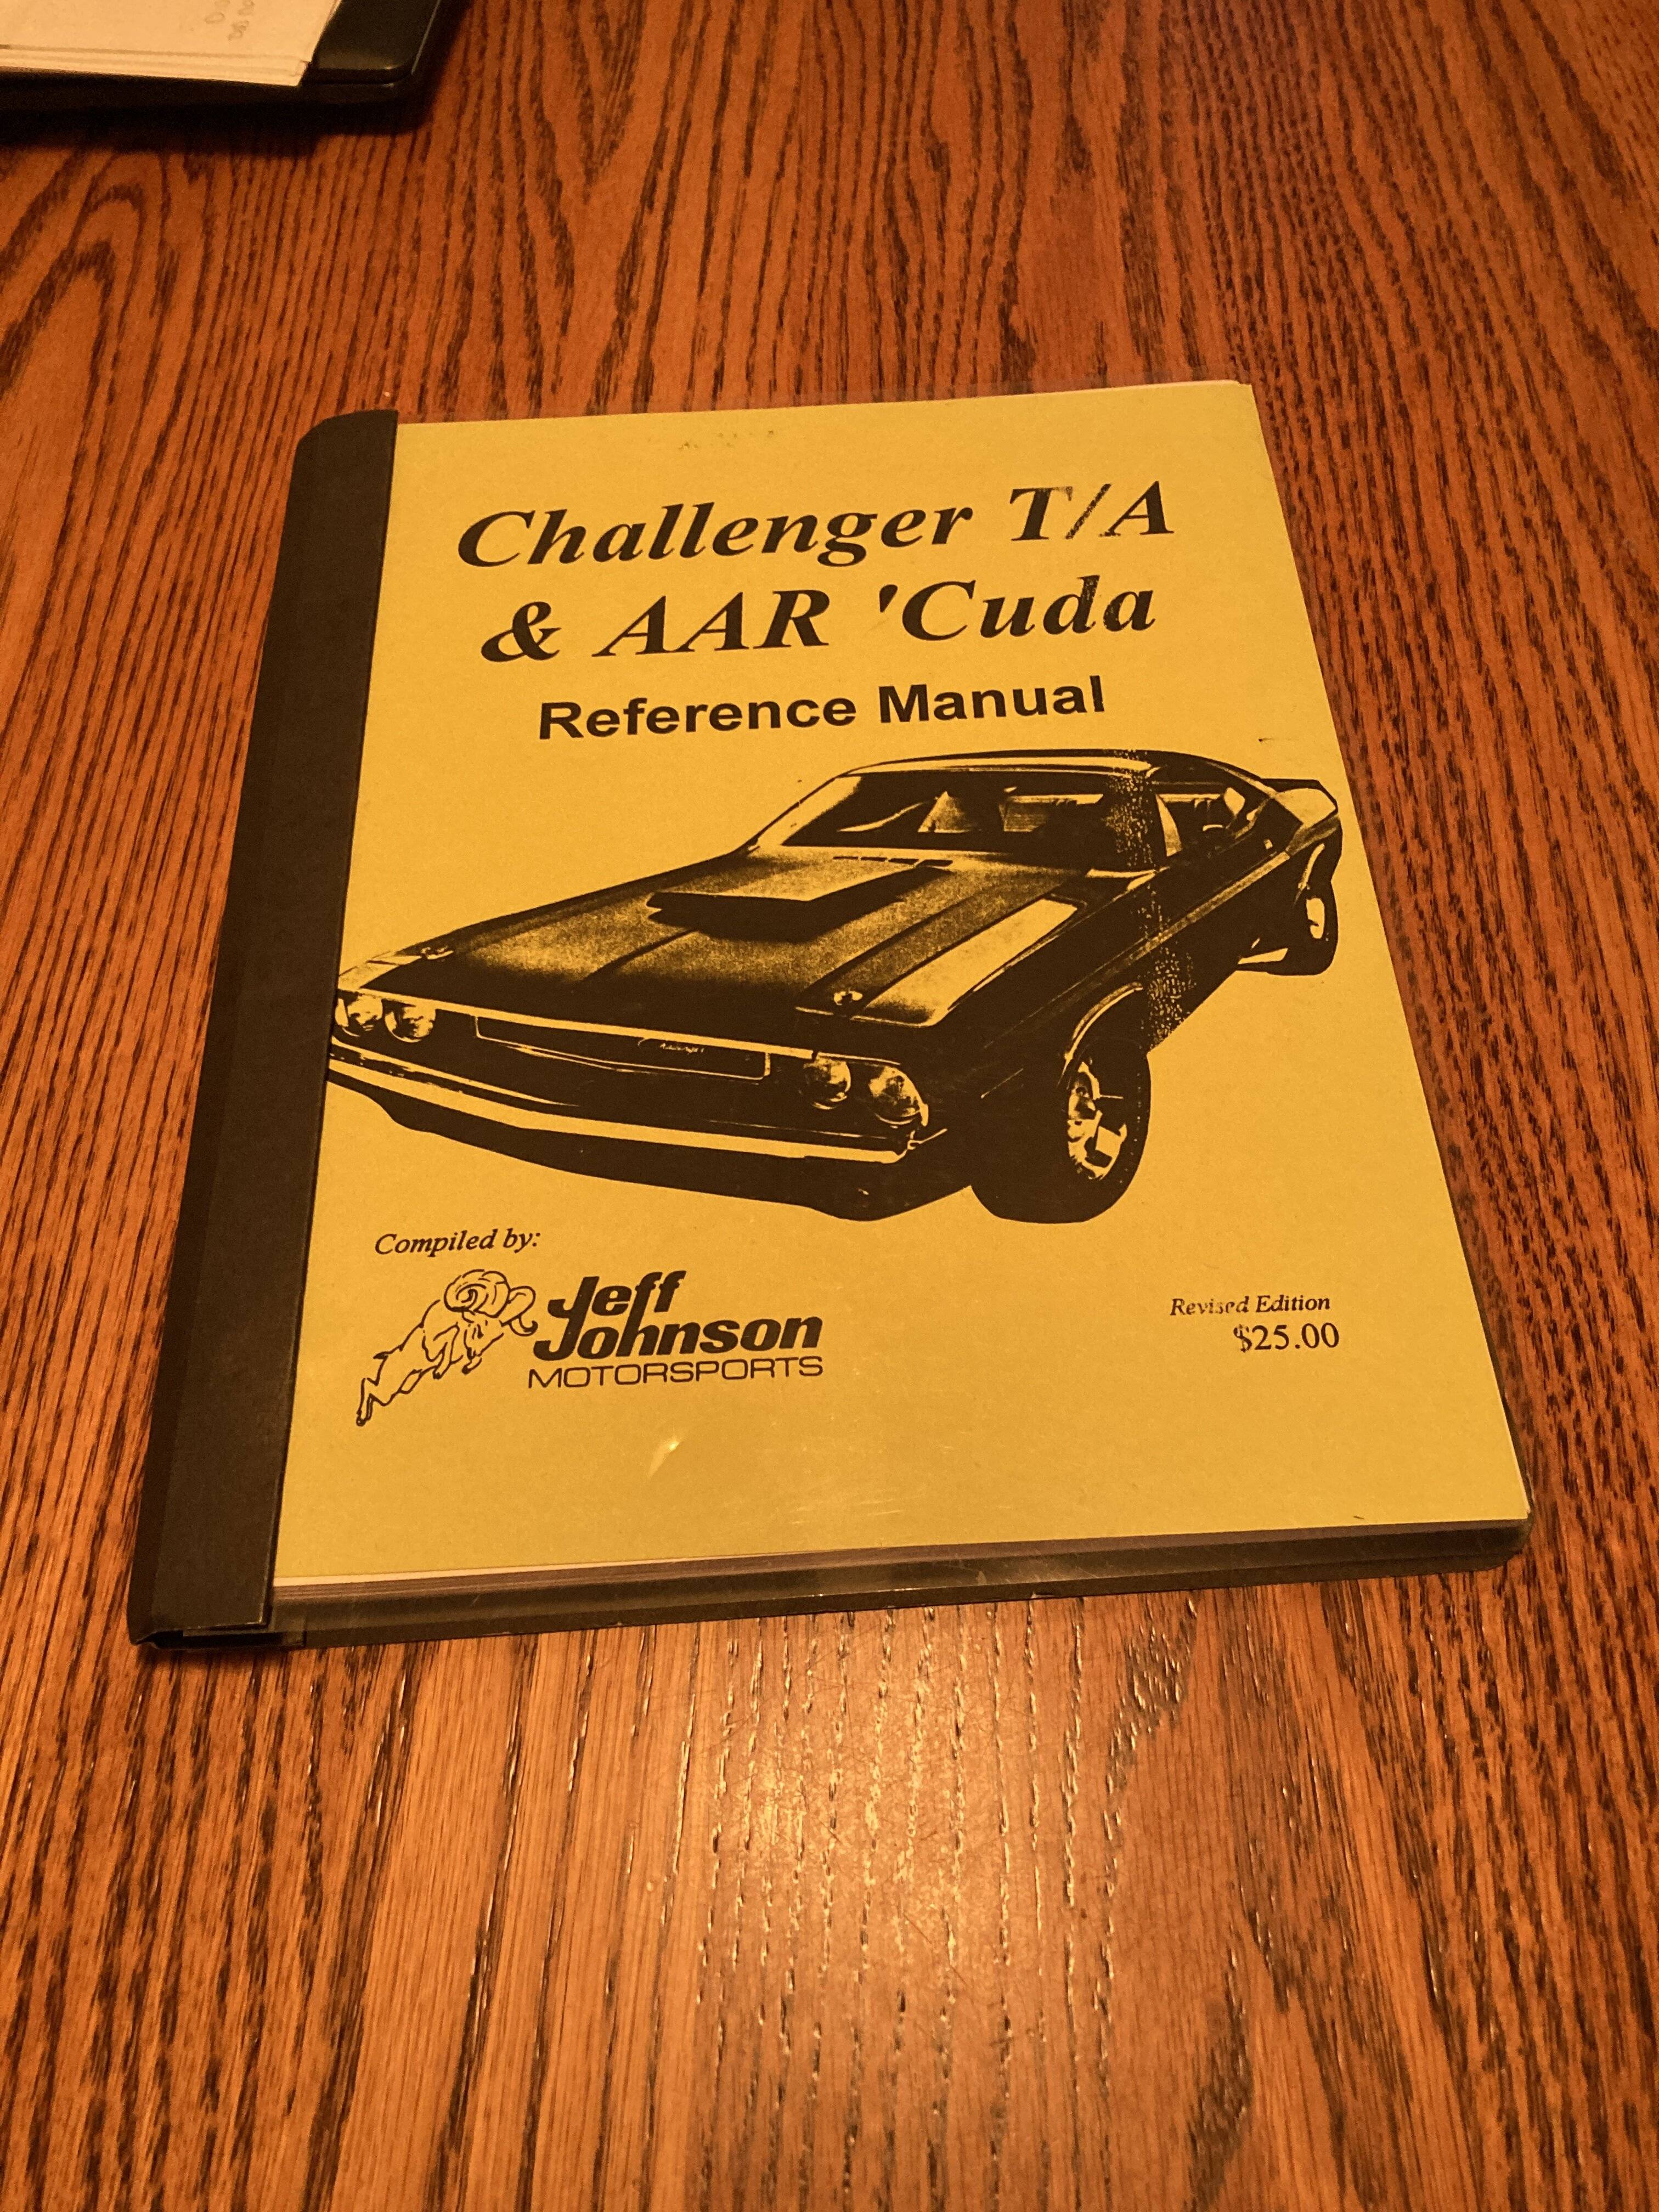 Challenger T/A
& AAR 'Cuda
Reference Manual
Compiled by:
Jeff
Johnson
MOTORSPORTS
Revised Edition
$25.00